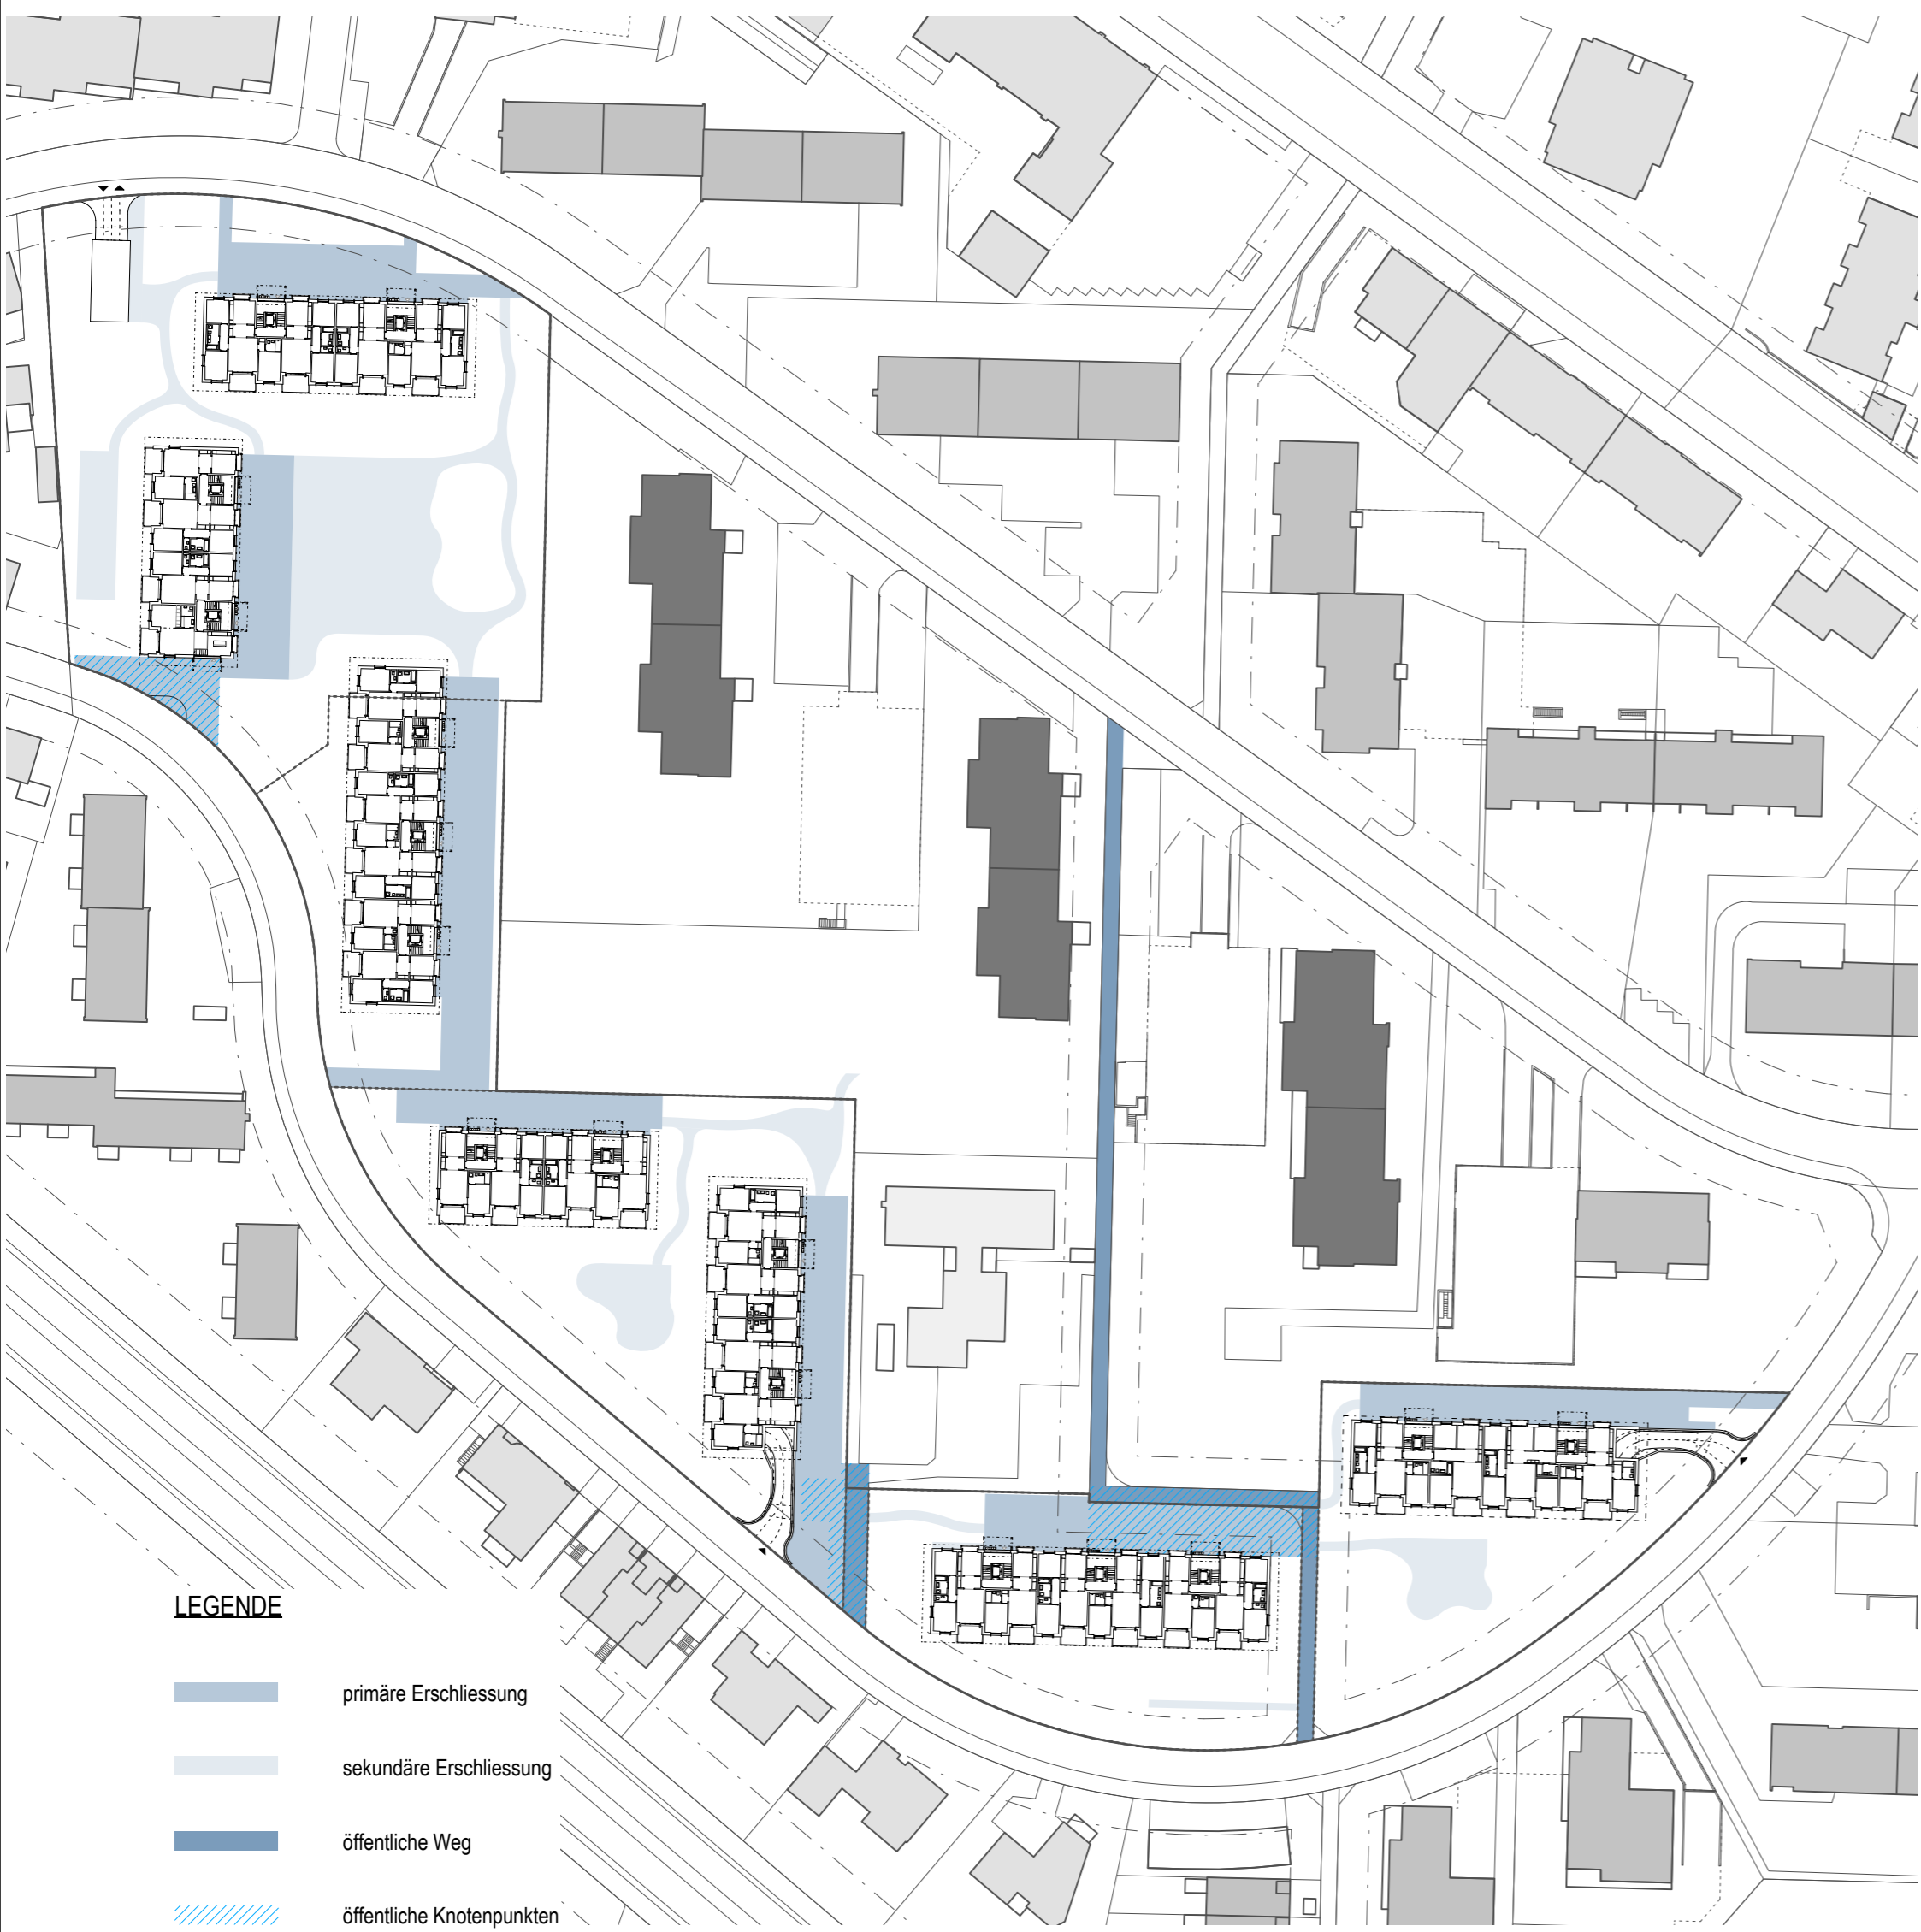 LEGENDE
primäre Erschliessung
sekundäre Erschliessung
öffentliche Weg
öffentliche Knotenpunkten